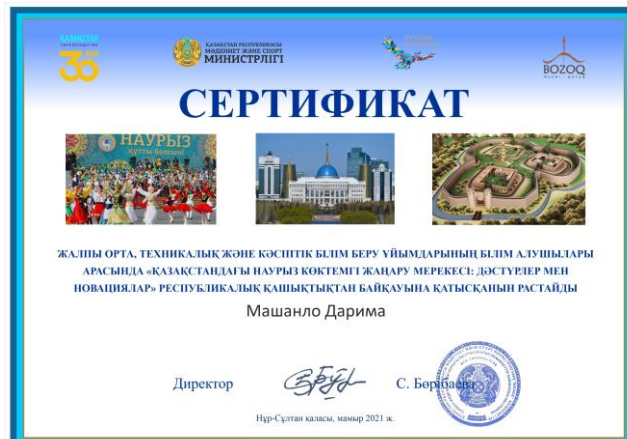 ҚАЗАҚСТАН
ТӘУЕЛСІЗДІГІНЕ
30
ҚАЗАҚСТАН РЕСПУБЛИКАСЫ
МӘДЕНИЕТ ЖӘНЕ СПОРТ
МИНИСТРЛІГІ
BOZOQ
СЕРТИФИКАТ
НАУРЫЗ
құтты болсын!
ЖАЛПЫ ОРТА, ТЕХНИКАЛЫҚ ЖӘНЕ КӘСІПТІК БІЛІМ БЕРУ ҰЙЫМДАРЫНЫҢ БІЛІМ АЛУШЫЛАРЫ
АРАСЫНДА «ҚАЗАҚСТАНДАҒЫ НАУРЫЗ КӨКТЕМГІ ЖАҢАРУ МЕРЕКЕСІ: ДӘСТҮРЛЕР МЕН
НОВАЦИЯЛАР» РЕСПУБЛИКАЛЫҚ ҚАШЫҚТЫҚТАН БАЙҚАУЫНА ҚАТЫСҚАНЫН РАСТАЙДЫ
Машанло Дарима
Директор С. Бөрібаева
Нұр-Сұлтан қаласы, мамыр 2021 ж.